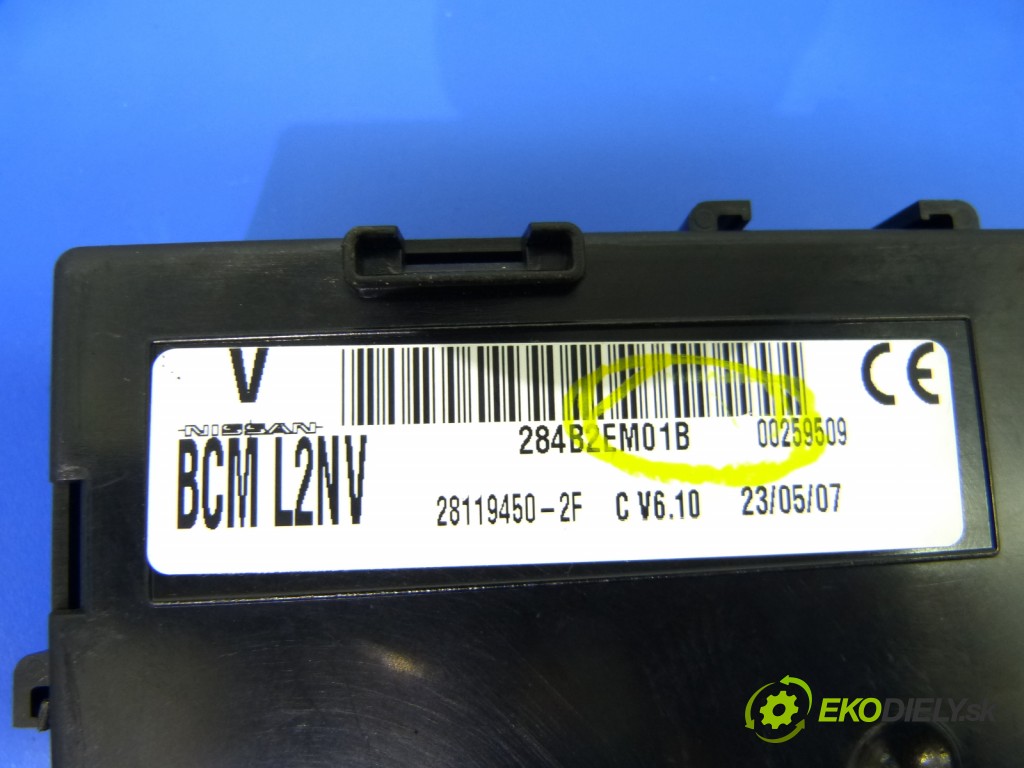 V
NISSAN
BCM L2NV
284B2EM01B 00259509
28119450-2F C V6.10 23/05/07
CE
EKODIELY.sk